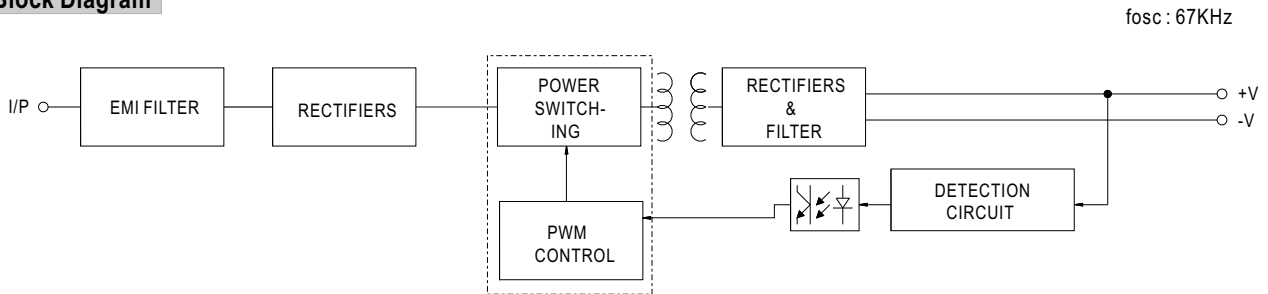 Block Diagram
fosc : 67KHz
I/P
EMI FILTER
RECTIFIERS
POWER
SWITCH-
ING
RECTIFIERS
&
FILTER
+V
-V
DETECTION
CIRCUIT
PWM
CONTROL